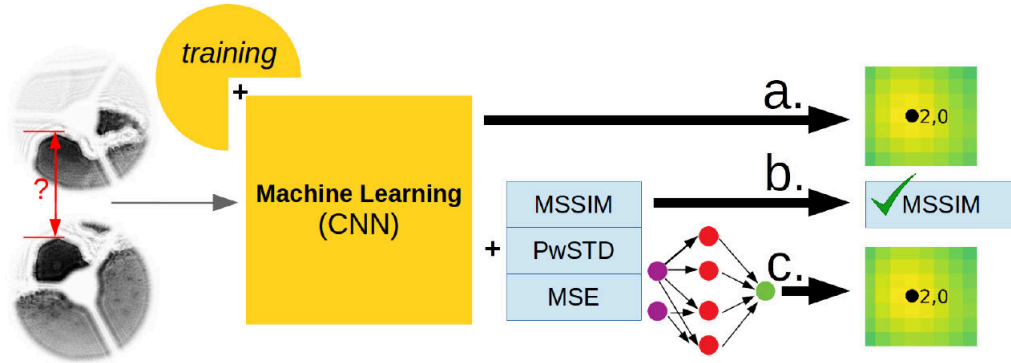 training
+
?
Machine Learning
(CNN)
+
MSSIM
PwSTD
MSE
a.
2,0
b.
MSSIM
c.
2,0